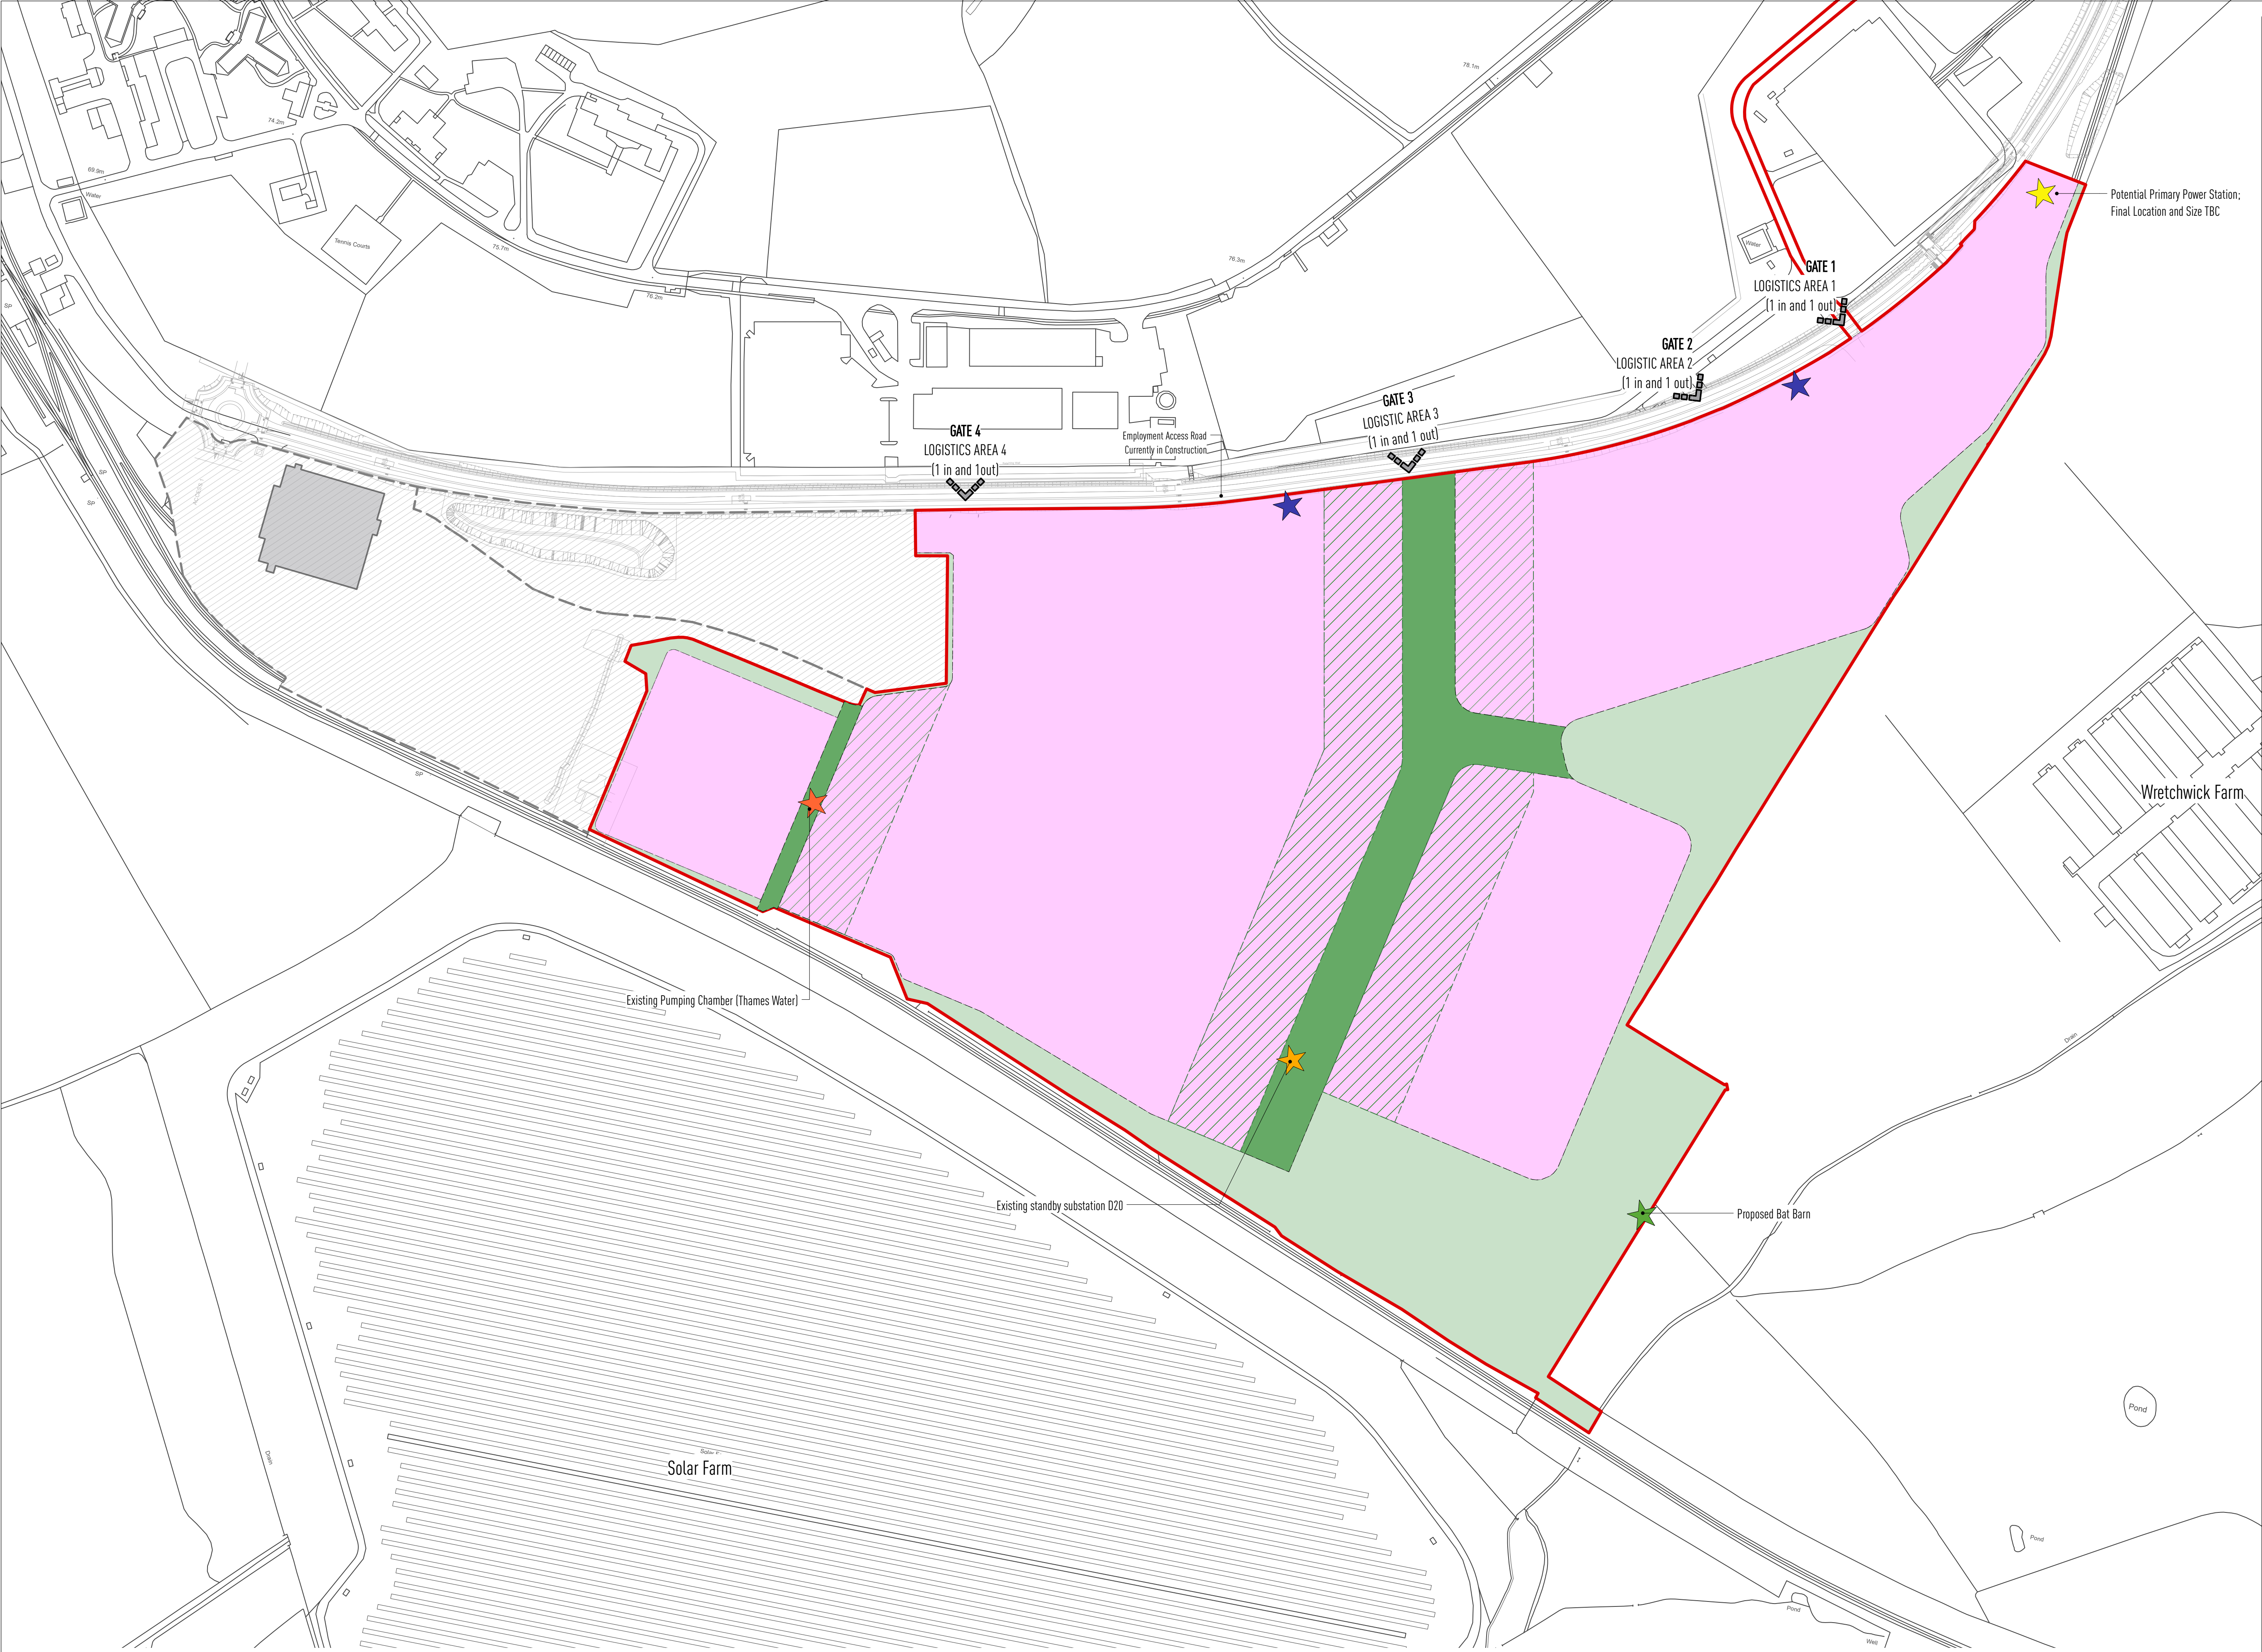 78.1m
74.2m
69.9m
Water
Tennis Courts
75.7m
76.2m
76.3m
Water
Potential Primary Power Station;
Final Location and Size TBC
GATE 1
LOGISTICS AREA 1
(1 in and 1 out)
GATE 2
LOGISTIC AREA 2
(1 in and 1 out)
GATE 3
LOGISTIC AREA 3
(1 in and 1 out)
GATE 4
LOGISTICS AREA 4
(1 in and 1out)
Employment Access Road
Currently in Construction
SP
SP
SP
SP
Wretchwick Farm
Existing Pumping Chamber (Thames Water)
Existing standby substation D20
Proposed Bat Barn
Drain
Drain
Solar Farm
Pond
Pond
Pond
Well